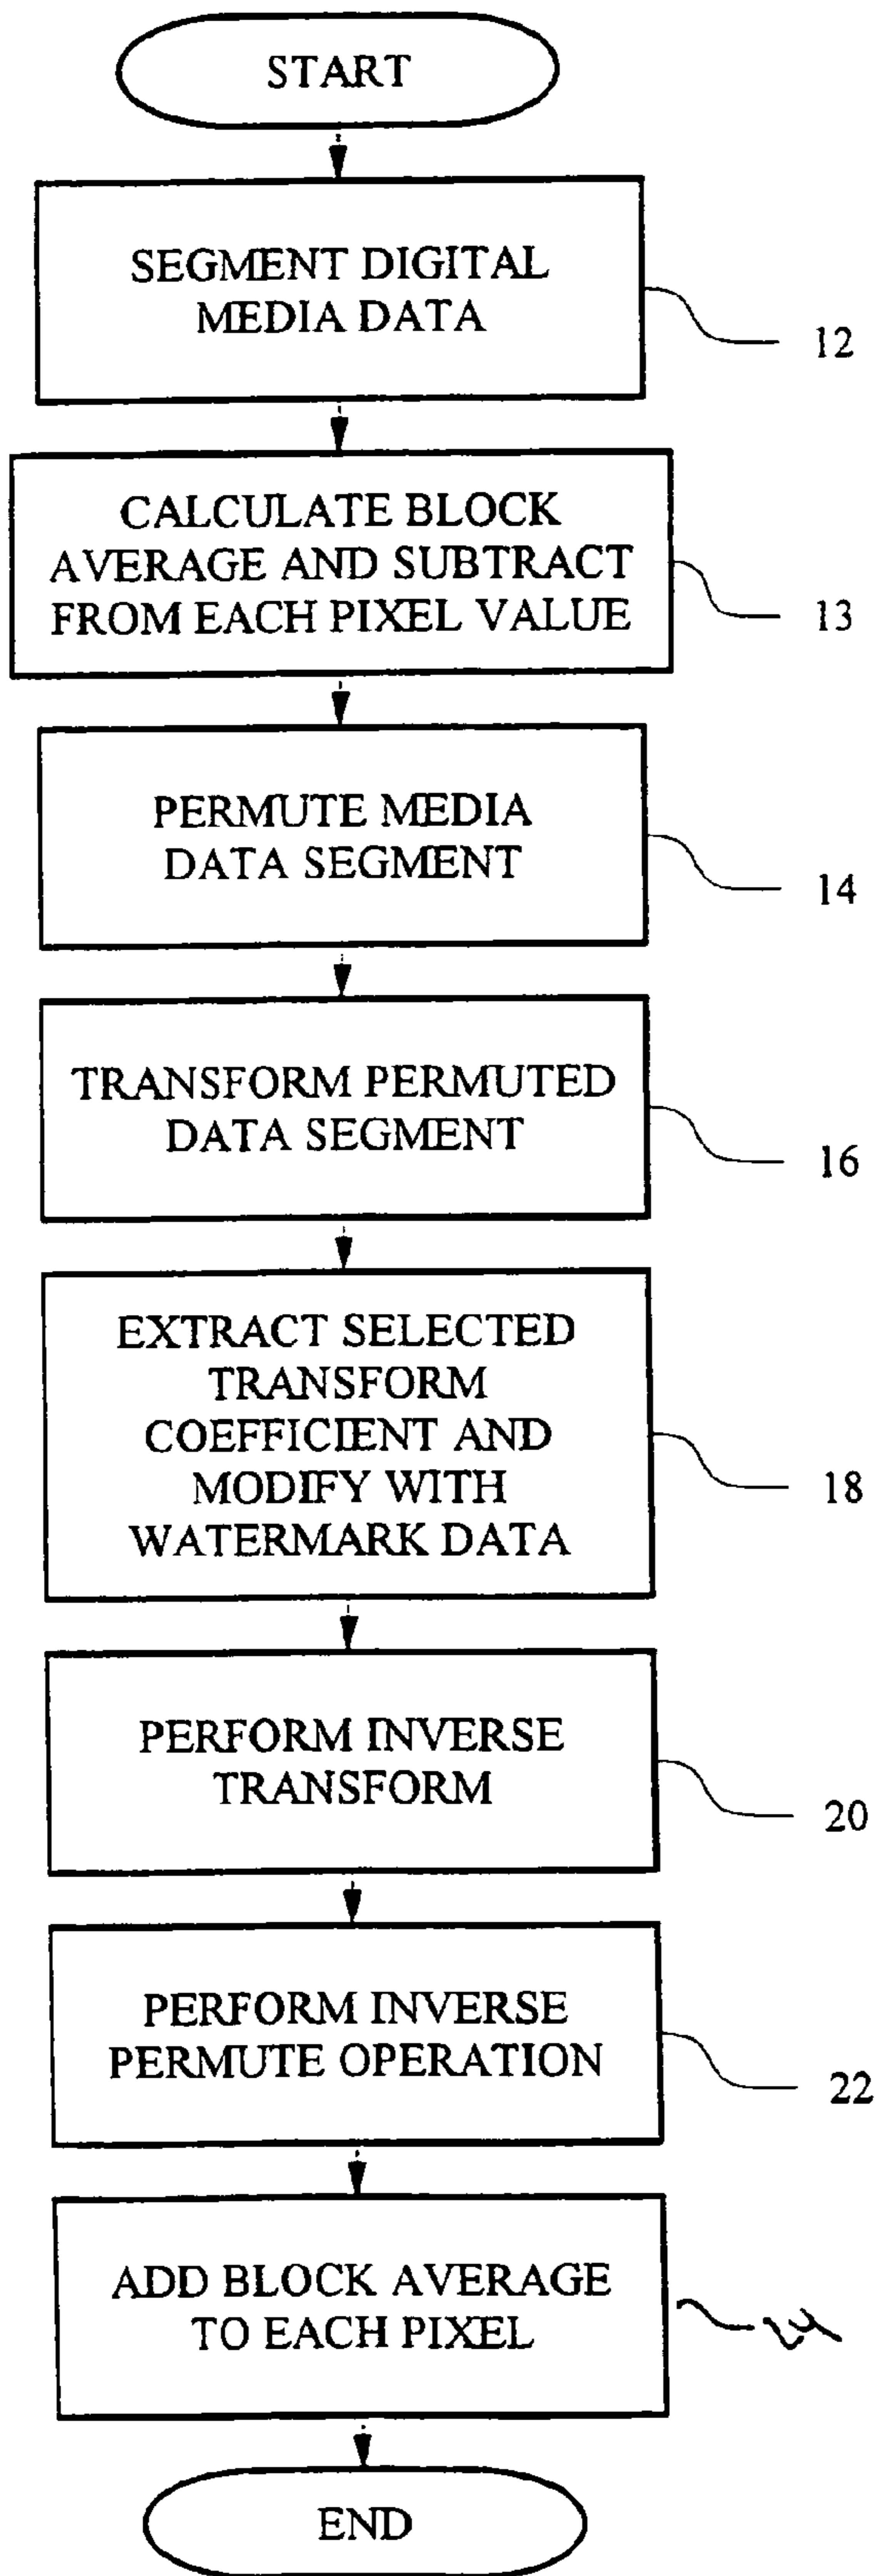 START
SEGMENT DIGITAL
MEDIA DATA
12
CALCULATE BLOCK
AVERAGE AND SUBTRACT
FROM EACH PIXEL VALUE
13
PERMUTE MEDIA
DATA SEGMENT
14
TRANSFORM PERMUTED
DATA SEGMENT
16
EXTRACT SELECTED
TRANSFORM
COEFFICIENT AND
MODIFY WITH
WATERMARK DATA
18
PERFORM INVERSE
TRANSFORM
20
PERFORM INVERSE
PERMUTE OPERATION
22
ADD BLOCK AVERAGE
TO EACH PIXEL
24
END